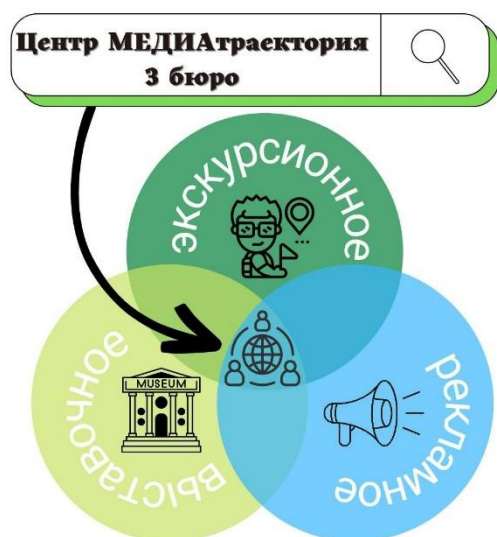 Центр МЕДИАтраектория
3 бюро
экскурсионное
выставочное
MUSEUM
рекламное